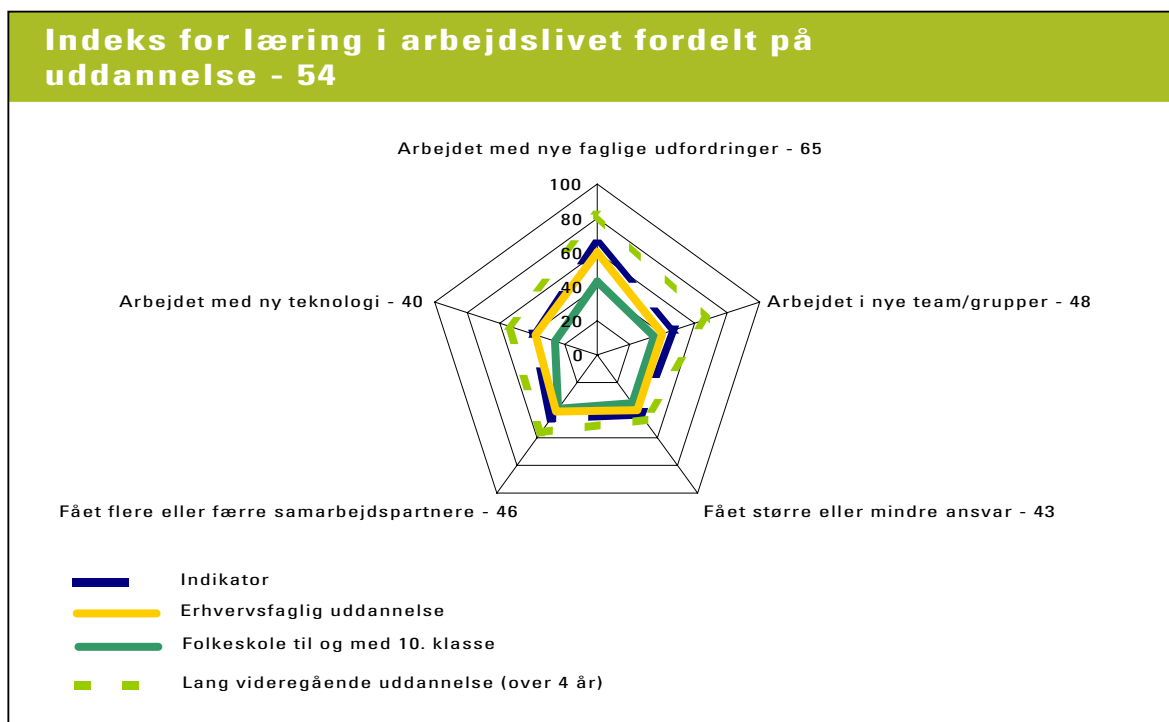 Indeks for læring i arbejdslivet fordelt på
uddannelse - 54
Arbejdet med nye faglige udfordringer - 65
100
80
60
40
20
0
Arbejdet med ny teknologi - 40
Arbejdet i nye team/grupper - 48
Fået flere eller færre samarbejdspartnere - 46
Fået større eller mindre ansvar - 43
Indikator
Erhvervsfaglig uddannelse
Folkeskole til og med 10. klasse
Lang videregående uddannelse (over 4 år)